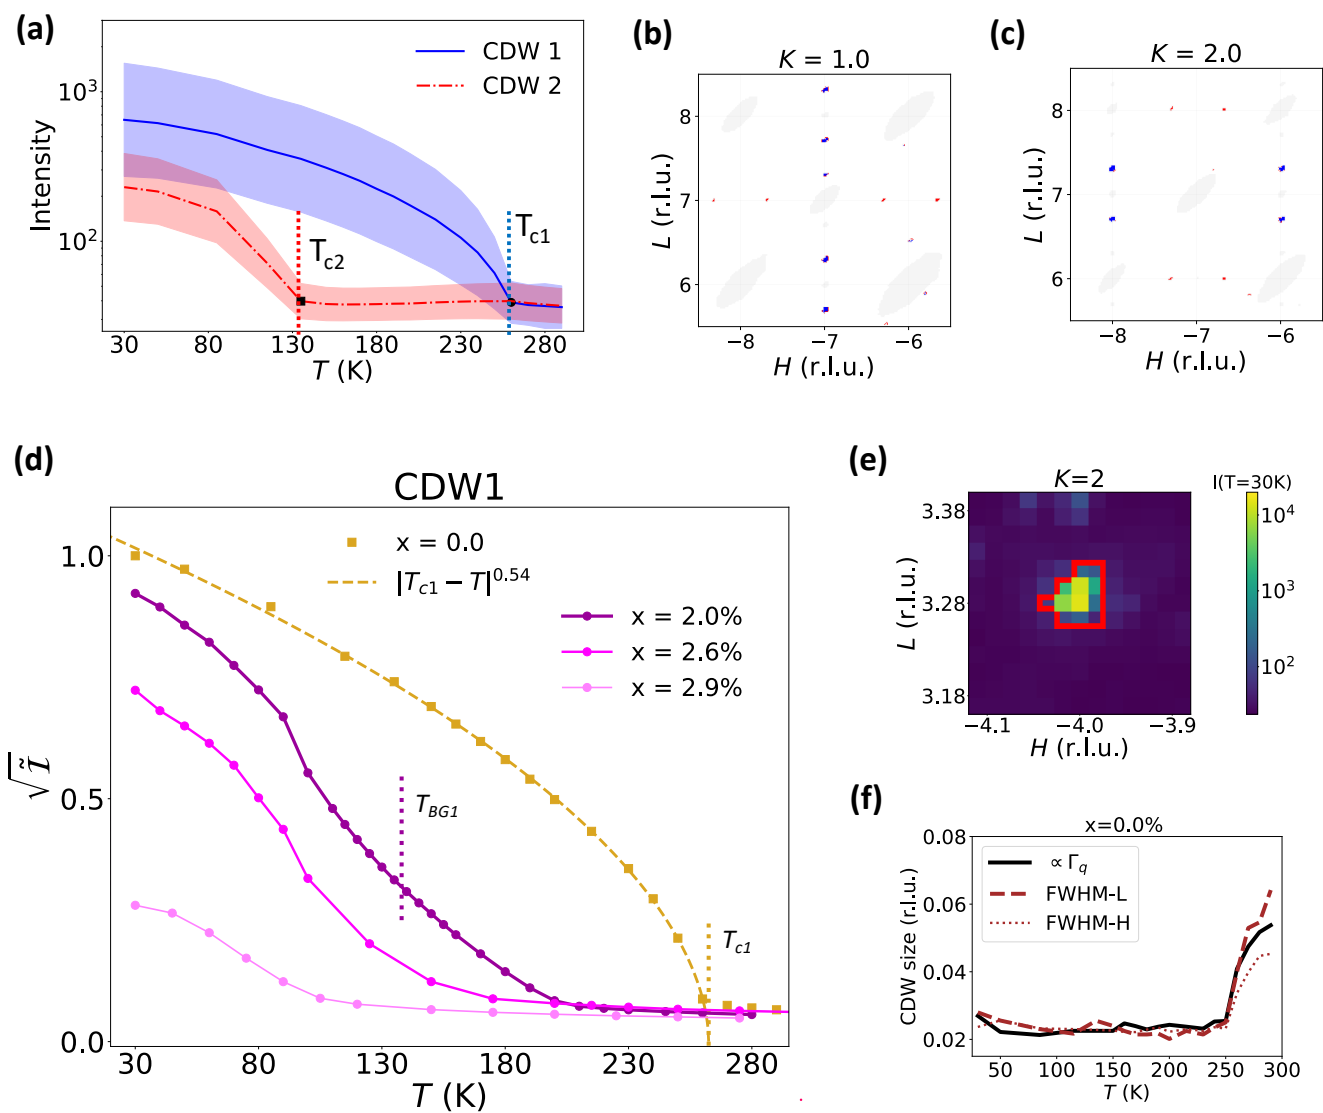 (a)
CDW 1
CDW 2
10³
10²
Intensity
T_c2
T_c1
30 80 130 180 230 280
T (K)
(b)
K = 1.0
8
7
6
L (r.l.u.)
−8 −7 −6
H (r.l.u.)
(c)
K = 2.0
8
7
6
L (r.l.u.)
−8 −7 −6
H (r.l.u.)
(d)
CDW1
x = 0.0
|T_c1 − T|^0.54
x = 2.0%
x = 2.6%
x = 2.9%
1.0
0.5
0.0
√Ĩ
T_BG1
T_c1
30 80 130 180 230 280
T (K)
(e)
K=2
I(T=30K)
3.38
3.28
3.18
L (r.l.u.)
−4.1 −4.0 −3.9
H (r.l.u.)
10⁴
10³
10²
(f)
x=0.0%
∝ Γ_q
FWHM-L
FWHM-H
0.08
0.06
0.04
0.02
CDW size (r.l.u.)
50 100 150 200 250 300
T (K)